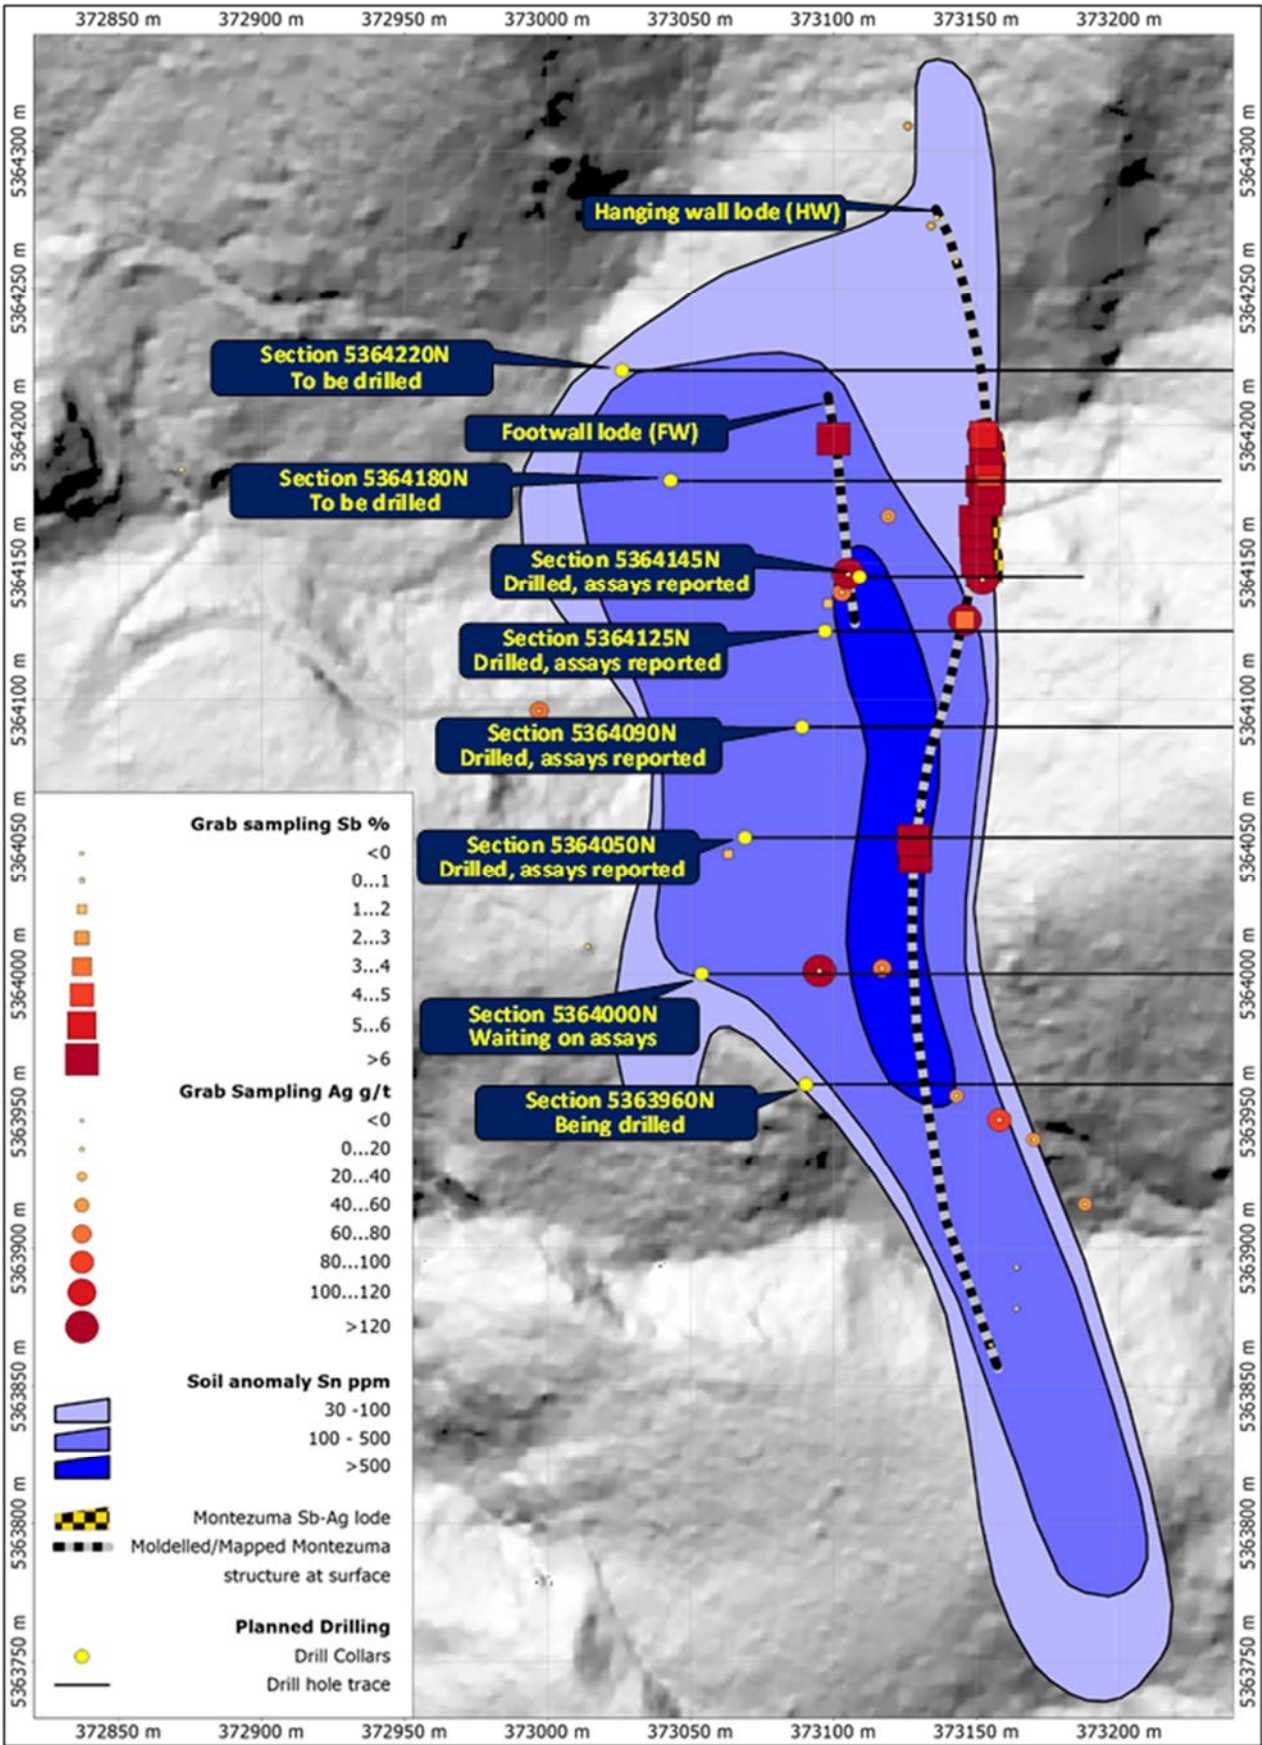 372850 m 372900 m 372950 m 373000 m 373050 m 373100 m 373150 m 373200 m
5364300 m
5364250 m
5364200 m
5364150 m
5364100 m
5364050 m
5364000 m
5363950 m
5363900 m
5363850 m
5363800 m
5363750 m
Hanging wall lode (HW)
Section 5364220N
To be drilled
Footwall lode (FW)
Section 5364180N
To be drilled
Section 5364145N
Drilled, assays reported
Section 5364125N
Drilled, assays reported
Section 5364090N
Drilled, assays reported
Section 5364050N
Drilled, assays reported
Section 5364000N
Waiting on assays
Section 5363960N
Being drilled
Grab sampling Sb %
<0
0...1
1...2
2...3
3...4
4...5
5...6
>6
Grab Sampling Ag g/t
<0
0...20
20...40
40...60
60...80
80...100
100...120
>120
Soil anomaly Sn ppm
30 -100
100 - 500
>500
Montezuma Sb-Ag lode
Moldelled/Mapped Montezuma
structure at surface
Planned Drilling
Drill Collars
Drill hole trace
5364300 m
5364250 m
5364200 m
5364150 m
5364100 m
5364050 m
5364000 m
5363950 m
5363900 m
5363850 m
5363800 m
5363750 m
372850 m 372900 m 372950 m 373000 m 373050 m 373100 m 373150 m 373200 m